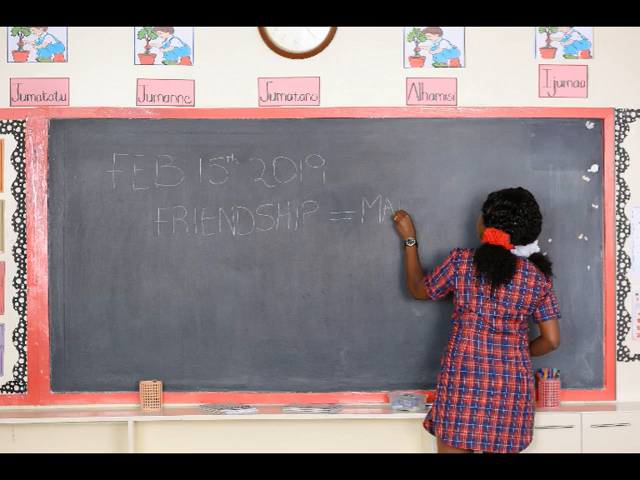 Jumatatu Jumanne Jumatano Alhamisi Ijumaa
FEB 15th 2019
FRIENDSHIP == MA